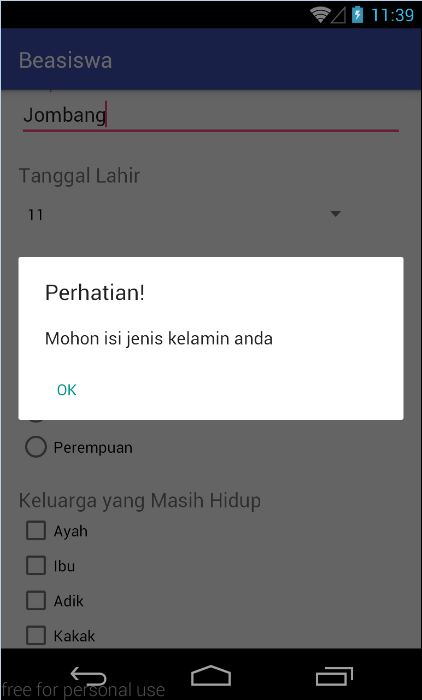 11:39
Beasiswa
Jombang
Tanggal Lahir
11
Perhatian!
Mohon isi jenis kelamin anda
OK
Perempuan
Keluarga yang Masih Hidup
Ayah
Ibu
Adik
Kakak
free for personal use